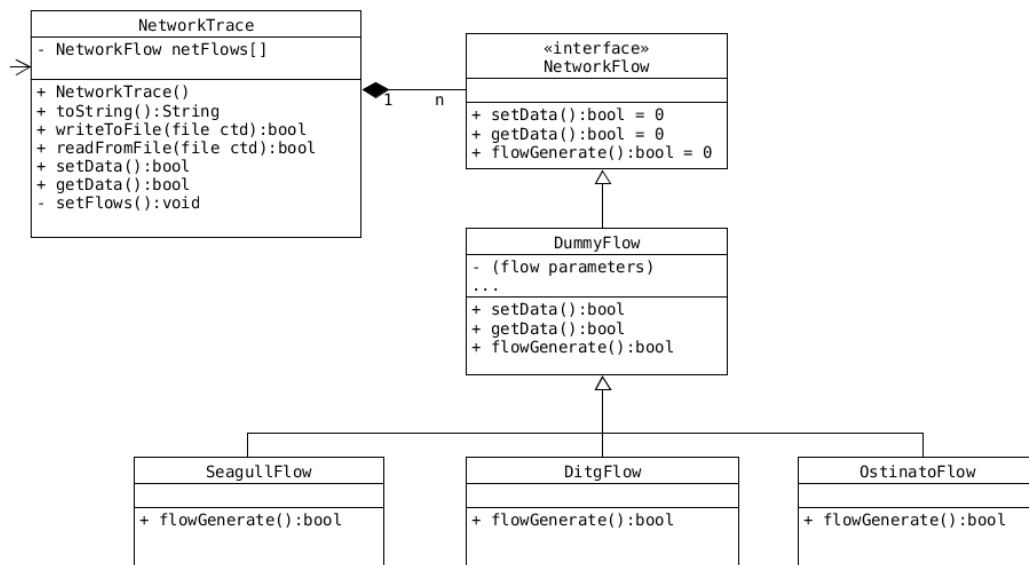 NetworkTrace
- NetworkFlow netFlows[]
+ NetworkTrace()
+ toString():String
+ writeToFile(file ctd):bool
+ readFromFile(file ctd):bool
+ setData():bool
+ getData():bool
- setFlows():void
1
n
«interface»
NetworkFlow
+ setData():bool = 0
+ getData():bool = 0
+ flowGenerate():bool = 0
DummyFlow
- (flow parameters)
...
+ setData():bool
+ getData():bool
+ flowGenerate():bool
SeagullFlow
+ flowGenerate():bool
DitgFlow
+ flowGenerate():bool
OstinatoFlow
+ flowGenerate():bool